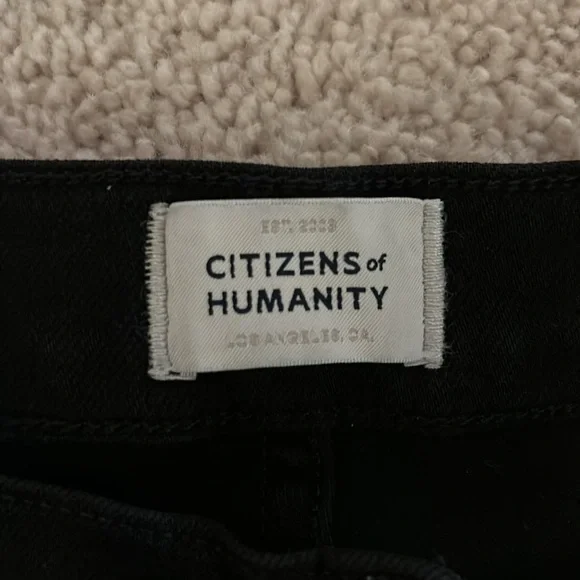 EST. 2003
CITIZENS of
HUMANITY
LOS ANGELES, CA.